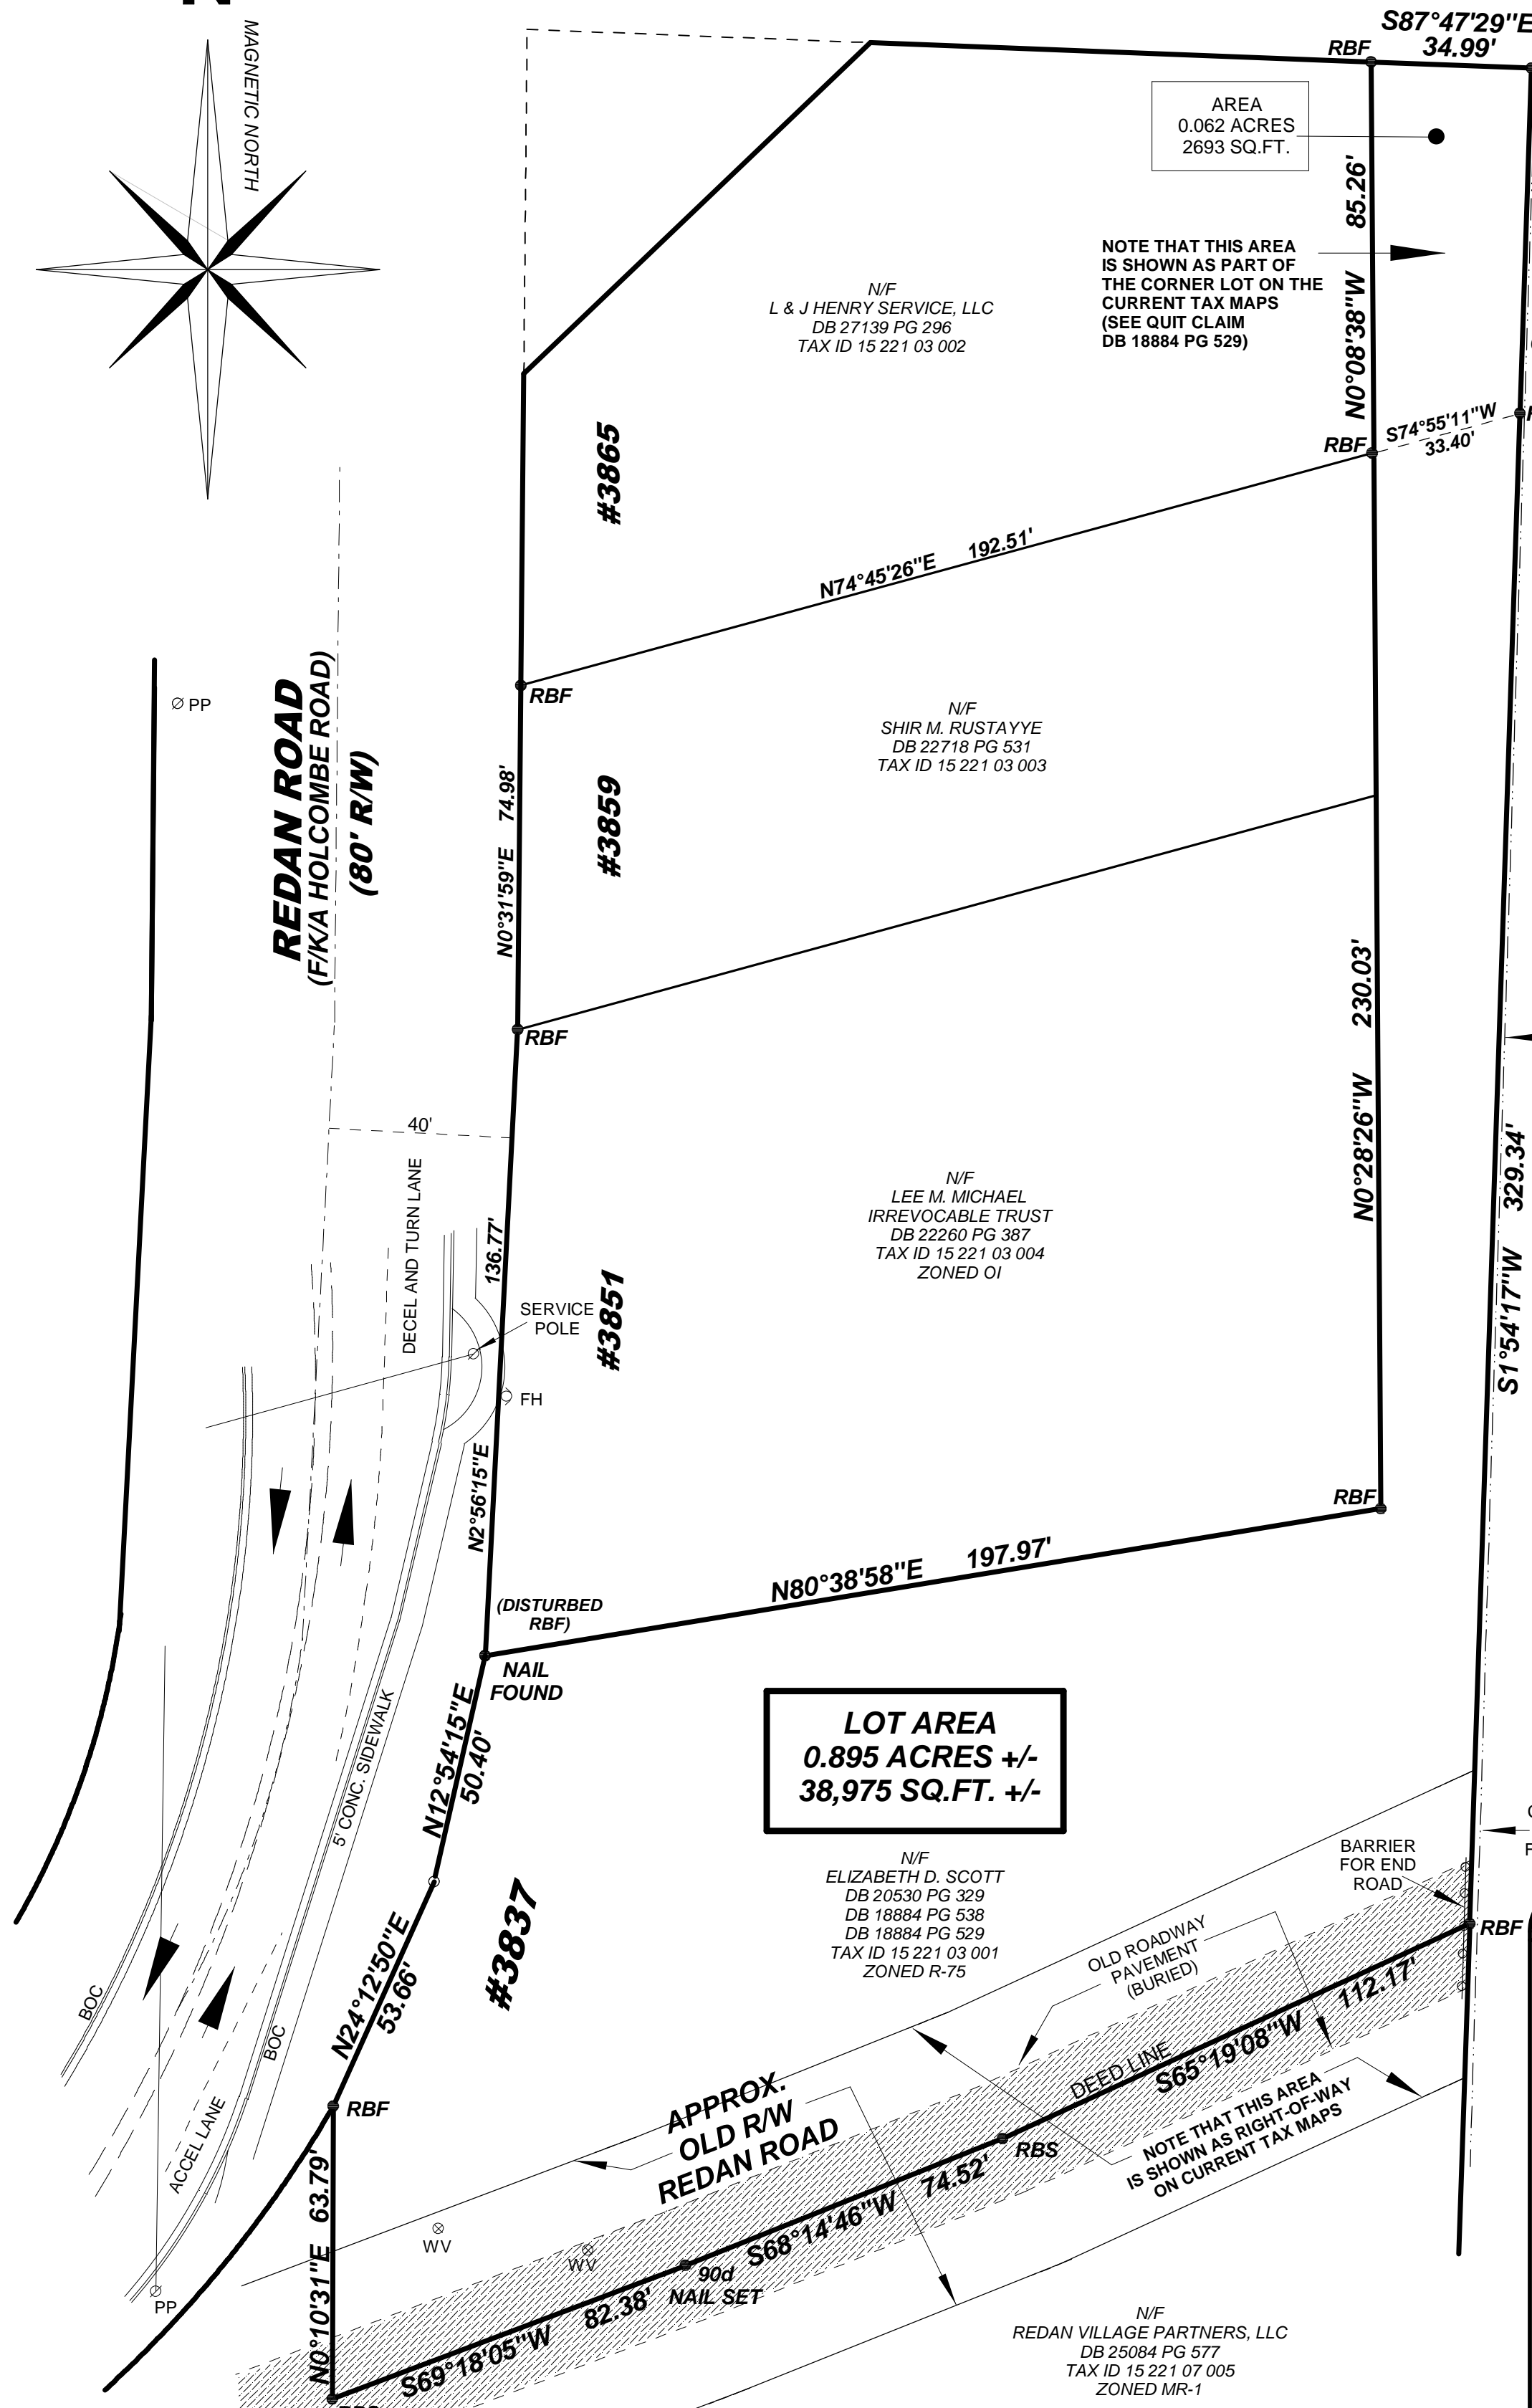 N
MAGNETIC NORTH
S87°47'29"E
34.99'
RBF
AREA
0.062 ACRES
2693 SQ.FT.
N0°08'38"W 85.26'
NOTE THAT THIS AREA
IS SHOWN AS PART OF
THE CORNER LOT ON THE
CURRENT TAX MAPS
(SEE QUIT CLAIM
DB 18884 PG 529)
N/F
L & J HENRY SERVICE, LLC
DB 27139 PG 296
TAX ID 15 221 03 002
#3865
RBF
S74°55'11"W
33.40'
N74°45'26"E 192.51'
RBF
PP
REDAN ROAD
(F/K/A HOLCOMBE ROAD)
(80' R/W)
N0°31'59"E 74.98'
#3859
N/F
SHIR M. RUSTAYYE
DB 22718 PG 531
TAX ID 15 221 03 003
RBF
N0°28'26"W 230.03'
S1°54'17"W 329.34'
40'
DECEL AND TURN LANE
N2°56'15"E 136.77'
SERVICE
POLE
FH
#3851
N/F
LEE M. MICHAEL
IRREVOCABLE TRUST
DB 22260 PG 387
TAX ID 15 221 03 004
ZONED OI
RBF
N80°38'58"E 197.97'
(DISTURBED
RBF)
NAIL
FOUND
5' CONC. SIDEWALK
N12°54'15"E
50.40'
LOT AREA
0.895 ACRES +/-
38,975 SQ.FT. +/-
N/F
ELIZABETH D. SCOTT
DB 20530 PG 329
DB 18884 PG 538
DB 18884 PG 529
TAX ID 15 221 03 001
ZONED R-75
#3837
BARRIER
FOR END
ROAD
RBF
OLD ROADWAY
PAVEMENT
(BURIED)
N24°12'50"E
53.66'
BOC
BOC
ACCEL LANE
RBF
DEED LINE
S65°19'08"W 112.17'
NOTE THAT THIS AREA
IS SHOWN AS RIGHT-OF-WAY
ON CURRENT TAX MAPS
APPROX.
OLD R/W
REDAN ROAD
RBS
S68°14'46"W 74.52'
N0°10'31"E 63.79'
WV
WV
90d
NAIL SET
PP
S69°18'05"W 82.38'
N/F
REDAN VILLAGE PARTNERS, LLC
DB 25084 PG 577
TAX ID 15 221 07 005
ZONED MR-1